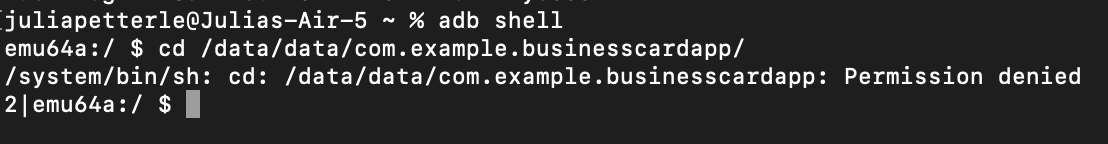 juliapetterle@Julias-Air-5 ~ % adb shell
emu64a:/ $ cd /data/data/com.example.businesscardapp/
/system/bin/sh: cd: /data/data/com.example.businesscardapp: Permission denied
2|emu64a:/ $